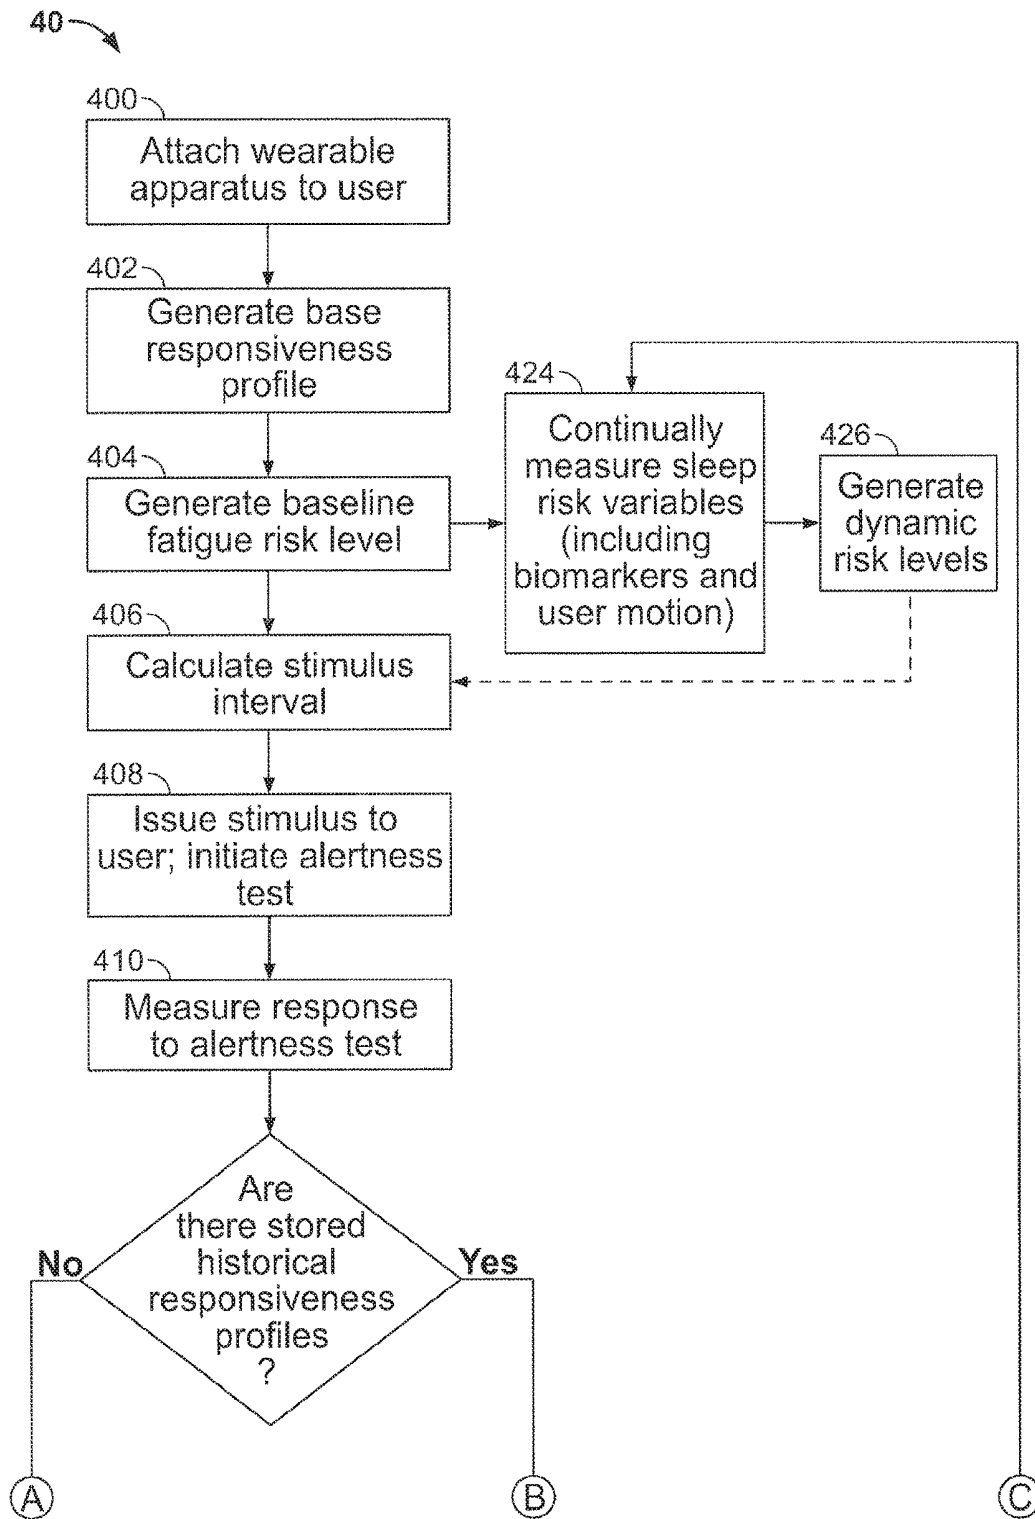 40
400
Attach wearable
apparatus to user
402
Generate base
responsiveness
profile
404
Generate baseline
fatigue risk level
424
Continually
measure sleep
risk variables
(including
biomarkers and
user motion)
426
Generate
dynamic
risk levels
406
Calculate stimulus
interval
408
Issue stimulus to
user; initiate alertness
test
410
Measure response
to alertness test
Are
there stored
historical
responsiveness
profiles
?
No
Yes
A
B
C